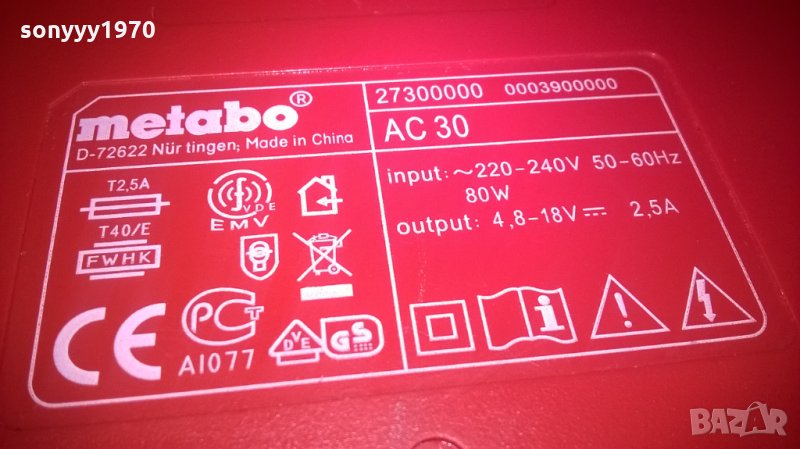 sonyyy1970
metabo®
D-72622 Nür tingen, Made in China
27300000 0003900000
AC 30
input: ~220-240V 50-60Hz
80W
output: 4,8-18V 2,5A
T2,5A
T40/E
FWHK
VDE
EMV
CE
PCT
AI077
VDE
GS
i
BAZAR